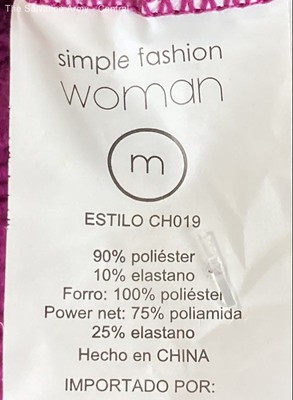 simple fashion
woman
m
ESTILO CH019
90% poliéster
10% elastano
Forro: 100% poliéster
Power net: 75% poliamida
25% elastano
Hecho en CHINA
IMPORTADO POR: